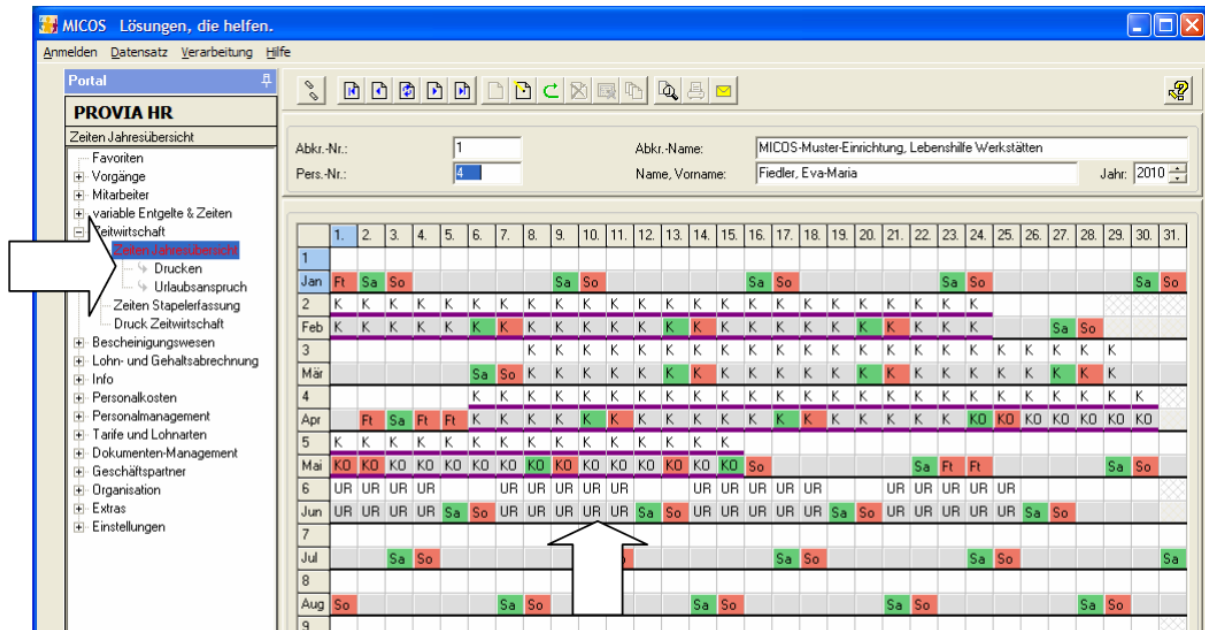 MICOS Lösungen, die helfen.
Anmelden Datensatz Verarbeitung Hilfe
Portal
PROVIA HR
Zeiten Jahresübersicht
Favoriten
Vorgänge
Mitarbeiter
variable Entgelte & Zeiten
Zeitwirtschaft
Zeiten Jahresübersicht
Drucken
Urlaubsanspruch
Zeiten Stapelerfassung
Druck Zeitwirtschaft
Bescheinigungswesen
Lohn- und Gehaltsabrechnung
Info
Personalkosten
Personalmanagement
Tarife und Lohnarten
Dokumenten-Management
Geschäftspartner
Organisation
Extras
Einstellungen
Abkr.-Nr.: 1 Abkr.-Name: MICOS-Muster-Einrichtung, Lebenshilfe Werkstätten
Pers.-Nr.: 4 Name, Vorname: Fiedler, Eva-Maria Jahr: 2010
1. 2. 3. 4. 5. 6. 7. 8. 9. 10. 11. 12. 13. 14. 15. 16. 17. 18. 19. 20. 21. 22. 23. 24. 25. 26. 27. 28. 29. 30. 31.
1
Jan Ft Sa So Sa So Sa So Sa So Sa So
2 K K K K K K K K K K K K K K K K K K K K K K K K
Feb K K K K K K K K K K K K K K K K K K K K K K K K Sa So
3 K K K K K K K K K K K K K K K K K K K K K K
Mär Sa So K K K K K K K K K K K K K K K K K K K K K K
4 K K K K K K K K K K K K K K K K K K K K K K K K K
Apr Ft Sa Ft Ft K K K K K K K K K K K K K K K K K K KO KO KO KO KO KO KO
5 K K K K K K K K K K K K K K K
Mai KO KO KO KO KO KO KO KO KO KO KO KO KO KO KO So Sa Ft Ft Sa So
6 UR UR UR UR UR UR UR UR UR UR UR UR UR UR UR UR UR UR UR
Jun UR UR UR UR Sa So UR UR UR UR UR Sa So UR UR UR UR UR Sa So UR UR UR UR UR Sa So
7
Jul Sa So Sa So Sa So Sa
8
Aug So Sa So Sa So Sa So Sa So
9